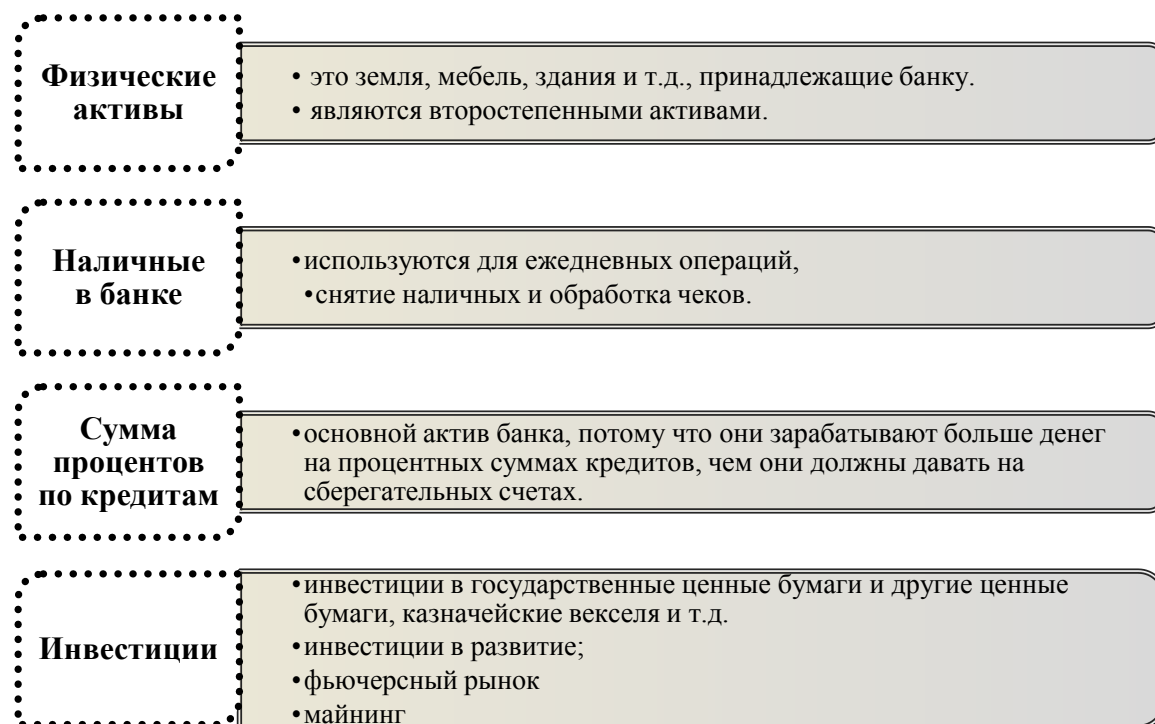 Физические
активы
• это земля, мебель, здания и т.д., принадлежащие банку.
• являются второстепенными активами.
Наличные
в банке
•используются для ежедневных операций,
•снятие наличных и обработка чеков.
Сумма
процентов
по кредитам
•основной актив банка, потому что они зарабатывают больше денег
на процентных суммах кредитов, чем они должны давать на
сберегательных счетах.
Инвестиции
•инвестиции в государственные ценные бумаги и другие ценные
бумаги, казначейские векселя и т.д.
•инвестиции в развитие;
•фьючерсный рынок
•майнинг